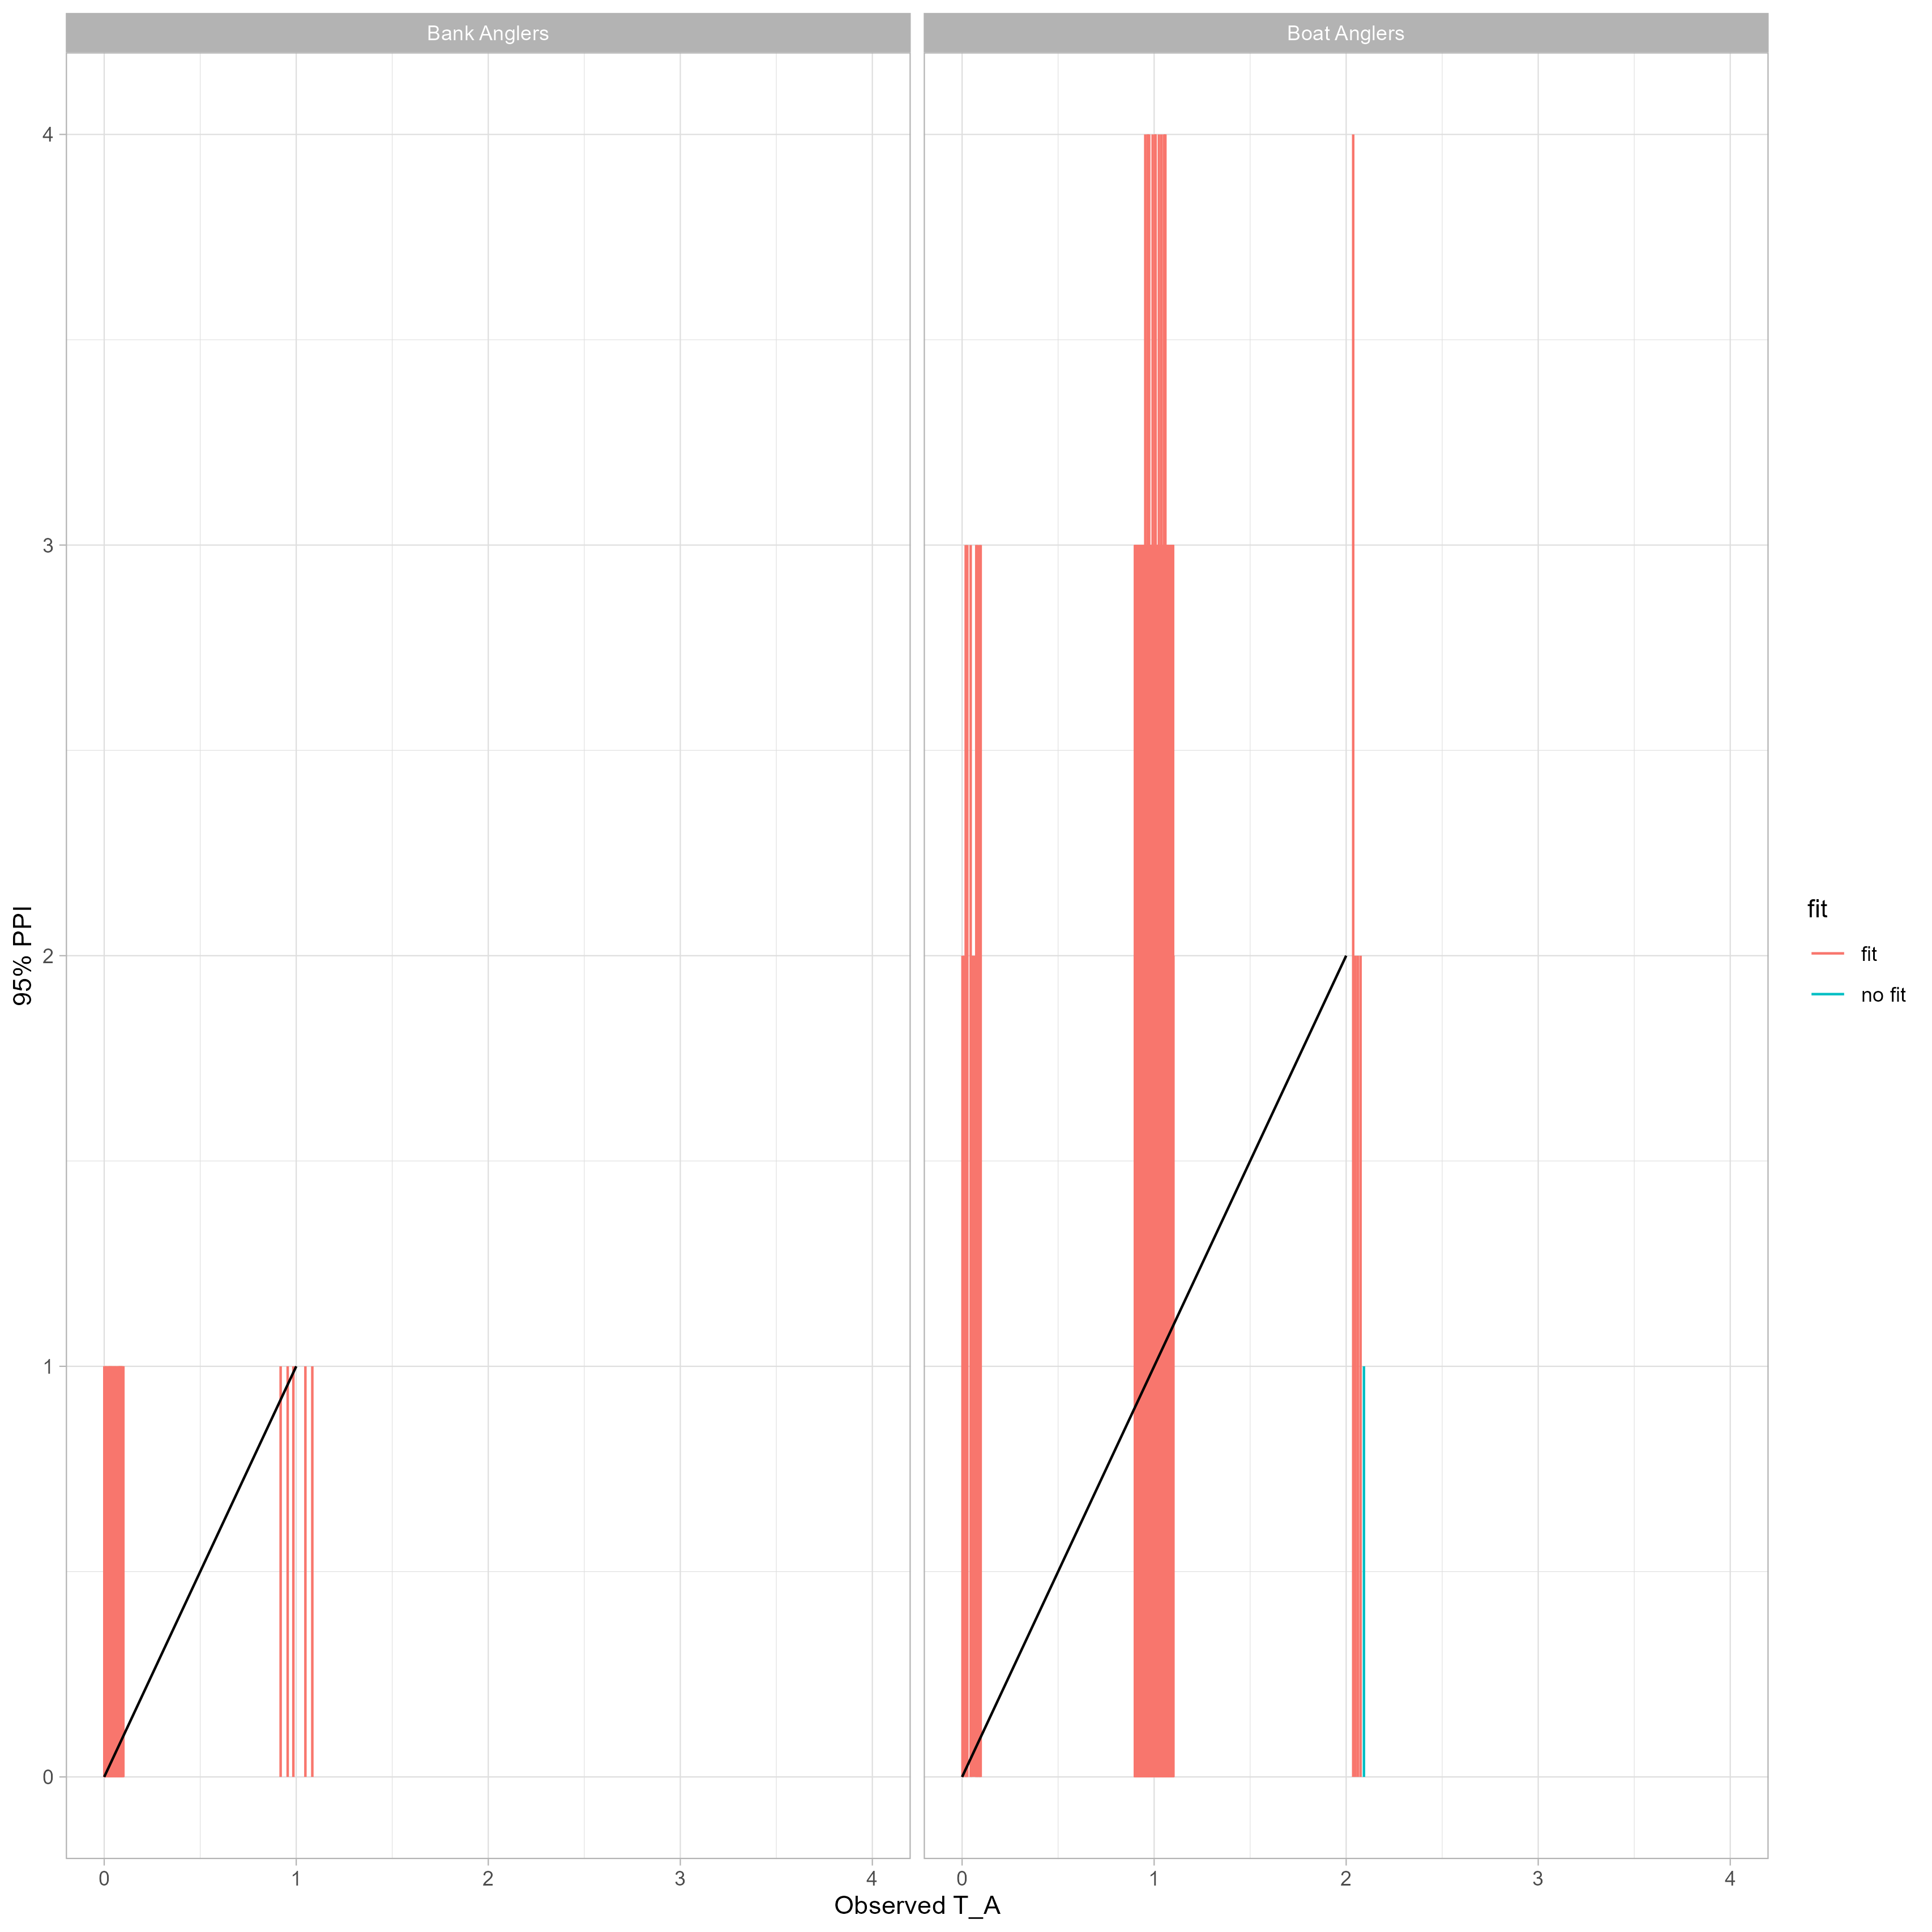 Bank Anglers
Boat Anglers
4
3
2
1
0
95% PPI
0 1 2 3 4
0 1 2 3 4
Observed T_A
fit
fit
no fit